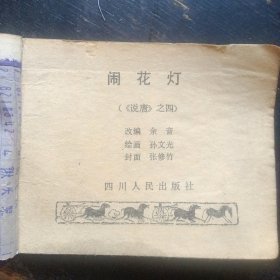 闹花灯
(《说唐》之四)
改编 余音
绘画 孙文光
封面 张修竹
四川人民出版社